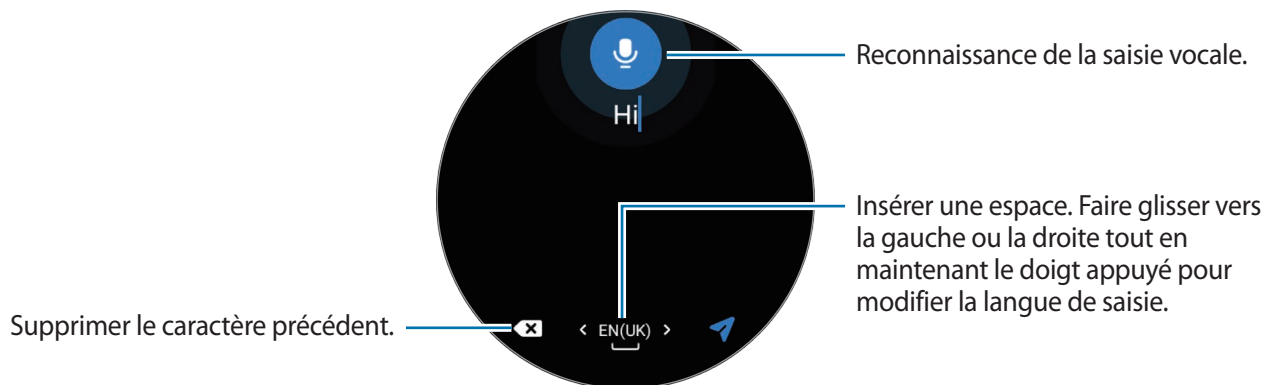 Reconnaissance de la saisie vocale.
Hi
Insérer une espace. Faire glisser vers
la gauche ou la droite tout en
maintenant le doigt appuyé pour
modifier la langue de saisie.
Supprimer le caractère précédent.
< EN(UK) >